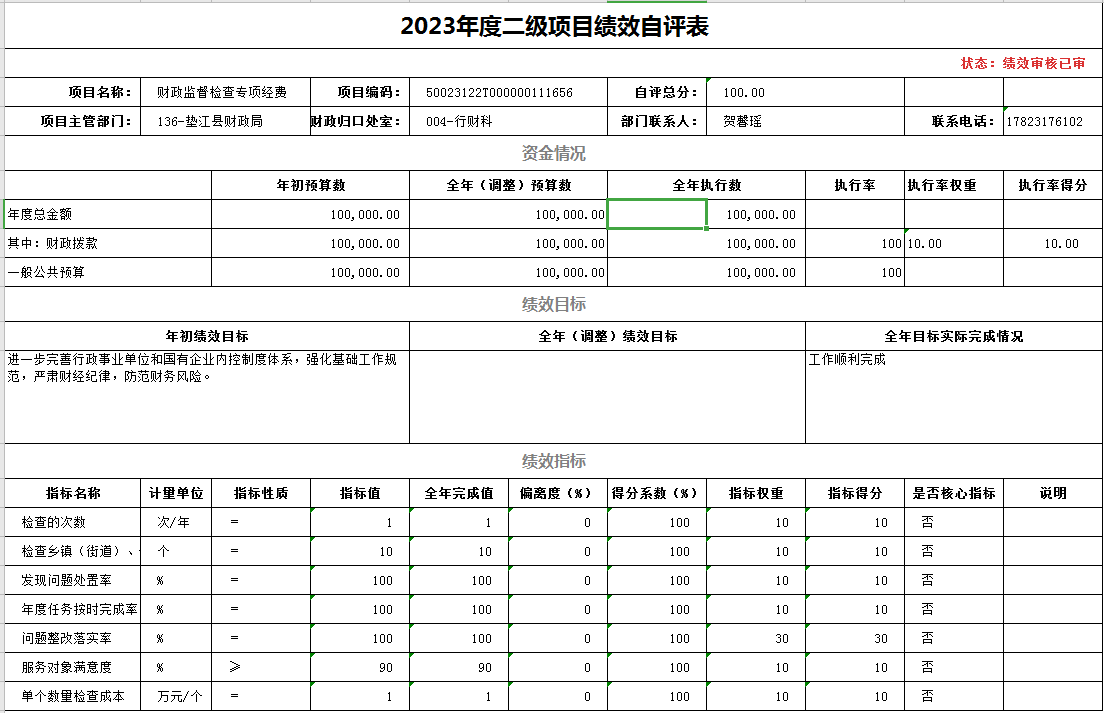 2023年度二级项目绩效自评表
状态：绩效审核已审
项目名称： 财政监督检查专项经费 项目编码： 50023122T000000111656 自评总分： 100.00
项目主管部门： 136-垫江县财政局 财政归口处室： 004-行财科 部门联系人： 贺馨瑶 联系电话： 17823176102
资金情况
年初预算数 全年（调整）预算数 全年执行数 执行率 执行率权重 执行率得分
年度总金额 100,000.00 100,000.00 100,000.00
其中：财政拨款 100,000.00 100,000.00 100,000.00 100 10.00 10.00
一般公共预算 100,000.00 100,000.00 100,000.00 100
绩效目标
年初绩效目标 全年（调整）绩效目标 全年目标实际完成情况
进一步完善行政事业单位和国有企业内控制度体系，强化基础工作规 工作顺利完成
范，严肃财经纪律，防范财务风险。
绩效指标
指标名称 计量单位 指标性质 指标值 全年完成值 偏离度（%） 得分系数（%） 指标权重 指标得分 是否核心指标 说明
检查的次数 次/年 = 1 1 0 100 10 10 否
检查乡镇（街道）、 个 = 10 10 0 100 10 10 否
发现问题处置率 % = 100 100 0 100 10 10 否
年度任务按时完成率 % = 100 100 0 100 10 10 否
问题整改落实率 % = 100 100 0 100 30 30 否
服务对象满意度 % ≥ 90 90 0 100 10 10 否
单个数量检查成本 万元/个 = 1 1 0 100 10 10 否